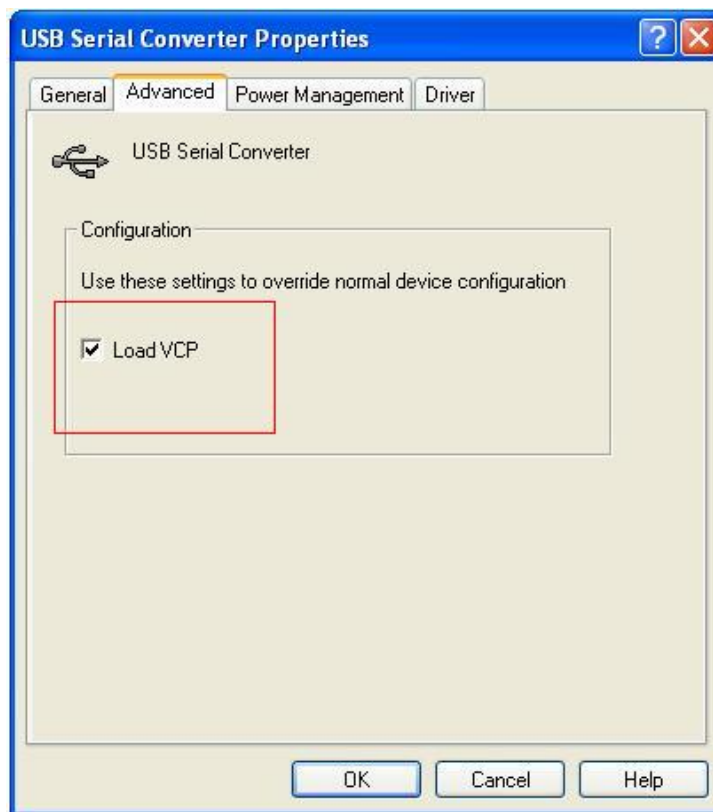 USB Serial Converter Properties
General Advanced Power Management Driver
USB Serial Converter
Configuration
Use these settings to override normal device configuration
Load VCP
OK Cancel Help